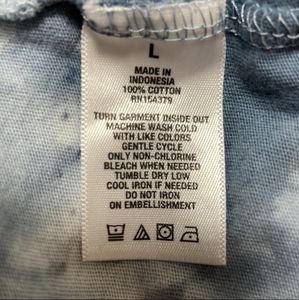 L
MADE IN
INDONESIA
100% COTTON
RN154379
TURN GARMENT INSIDE OUT
MACHINE WASH COLD
WITH LIKE COLORS
GENTLE CYCLE
ONLY NON-CHLORINE
BLEACH WHEN NEEDED
TUMBLE DRY LOW
COOL IRON IF NEEDED
DO NOT IRON
ON EMBELLISHMENT